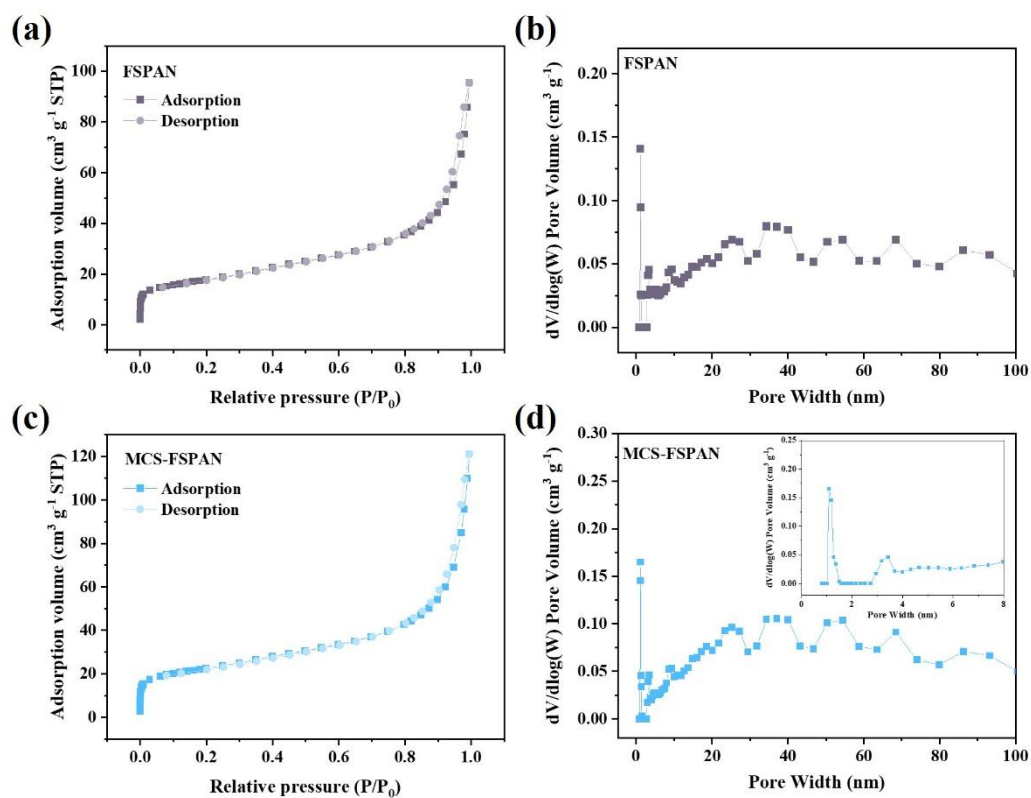 (a)
FSPAN
Adsorption
Desorption
Adsorption volume (cm³ g⁻¹ STP)
100
80
60
40
20
0
0.0 0.2 0.4 0.6 0.8 1.0
Relative pressure (P/P₀)
(b)
FSPAN
dV/dlog(W) Pore Volume (cm³ g⁻¹)
0.20
0.15
0.10
0.05
0.00
0 20 40 60 80 100
Pore Width (nm)
(c)
MCS-FSPAN
Adsorption
Desorption
Adsorption volume (cm³ g⁻¹ STP)
120
100
80
60
40
20
0
0.0 0.2 0.4 0.6 0.8 1.0
Relative pressure (P/P₀)
(d)
MCS-FSPAN
dV/dlog(W) Pore Volume (cm³ g⁻¹)
0.30
0.25
0.20
0.15
0.10
0.05
0.00
0 20 40 60 80 100
Pore Width (nm)
dV/dlog(W) Pore Volume (cm³ g⁻¹)
0.25
0.20
0.15
0.10
0.05
0.00
0 2 4 6 8
Pore Width (nm)